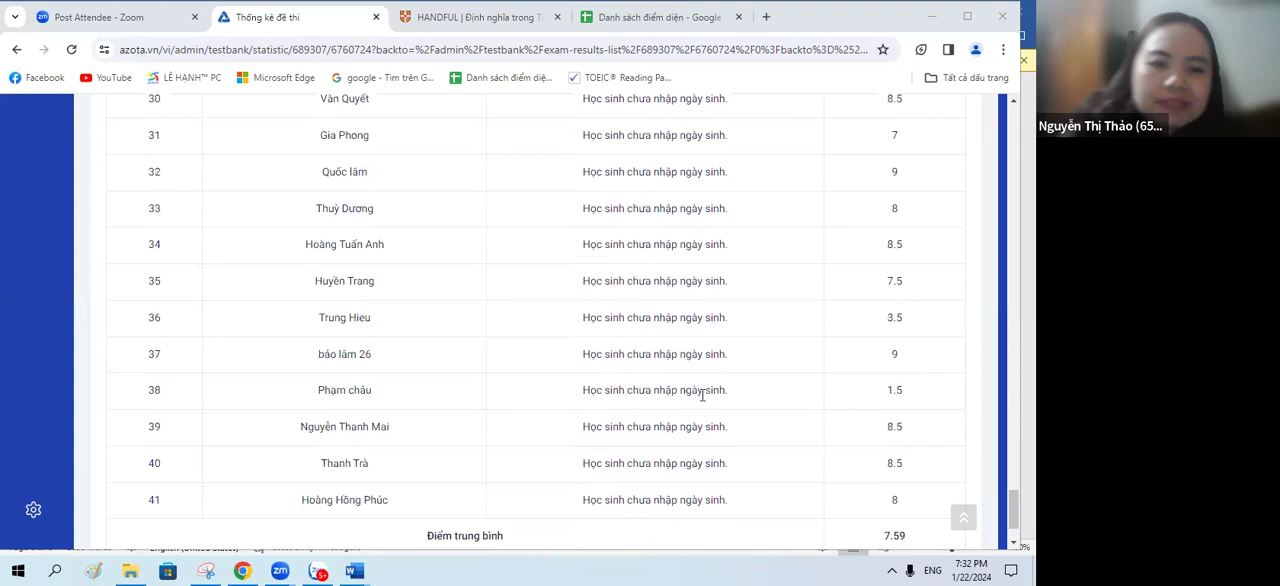 Post Attendee - Zoom
Thống kê đề thi
HANDFUL | Định nghĩa trong T
Danh sách điểm diện - Google
azota.vn/vi/admin/testbank/statistic/689307/6760724?backto=%2Fadmin%2Ftestbank%2Fexam-results-list%2F689307%2F6760724%2F0%3Fbackto%3D%252...
Facebook
YouTube
LÊ HẠNH™ PC
Microsoft Edge
google - Tìm trên G...
Danh sách điểm diệ...
TOEIC® Reading Pa...
Tất cả dấu trang
30 Văn Quyết Học sinh chưa nhập ngày sinh. 8.5
31 Gia Phong Học sinh chưa nhập ngày sinh. 7
32 Quốc lâm Học sinh chưa nhập ngày sinh. 9
33 Thuỳ Dương Học sinh chưa nhập ngày sinh. 8
34 Hoàng Tuấn Anh Học sinh chưa nhập ngày sinh. 8.5
35 Huyền Trang Học sinh chưa nhập ngày sinh. 7.5
36 Trung Hieu Học sinh chưa nhập ngày sinh. 3.5
37 bảo lâm 26 Học sinh chưa nhập ngày sinh. 9
38 Phạm châu Học sinh chưa nhập ngày sinh. 1.5
39 Nguyễn Thanh Mai Học sinh chưa nhập ngày sinh. 8.5
40 Thanh Trà Học sinh chưa nhập ngày sinh. 8.5
41 Hoàng Hồng Phúc Học sinh chưa nhập ngày sinh. 8
Điểm trung bình 7.59
ENG
7:32 PM
1/22/2024
Nguyễn Thị Thảo (65...